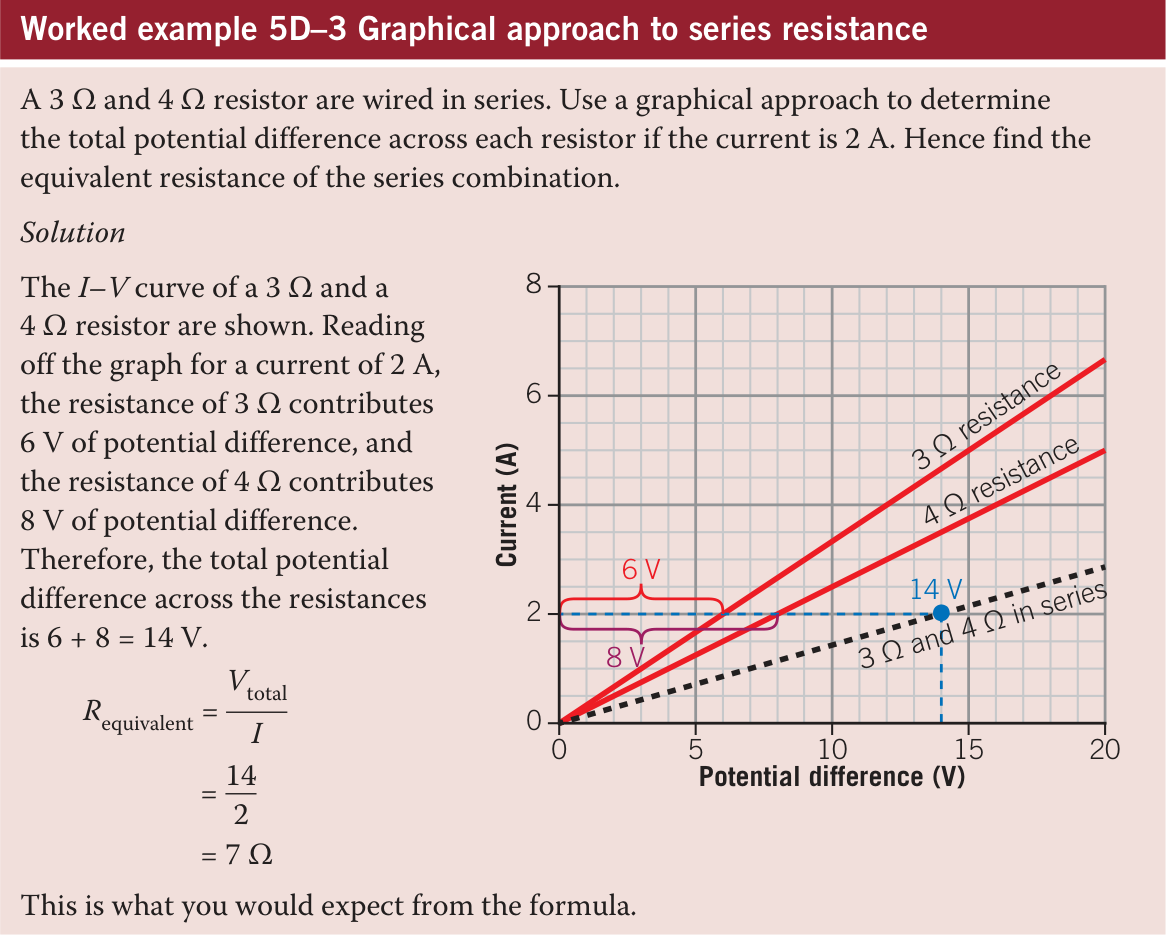 Worked example 5D–3 Graphical approach to series resistance
A 3 Ω and 4 Ω resistor are wired in series. Use a graphical approach to determine
the total potential difference across each resistor if the current is 2 A. Hence find the
equivalent resistance of the series combination.
Solution
The I–V curve of a 3 Ω and a
4 Ω resistor are shown. Reading
off the graph for a current of 2 A,
the resistance of 3 Ω contributes
6 V of potential difference, and
the resistance of 4 Ω contributes
8 V of potential difference.
Therefore, the total potential
difference across the resistances
is 6 + 8 = 14 V.
R_equivalent = V_total / I
= 14 / 2
= 7 Ω
8
6
4
2
0
Current (A)
3 Ω resistance
4 Ω resistance
6 V
14 V
8 V
3 Ω and 4 Ω in series
0 5 10 15 20
Potential difference (V)
This is what you would expect from the formula.